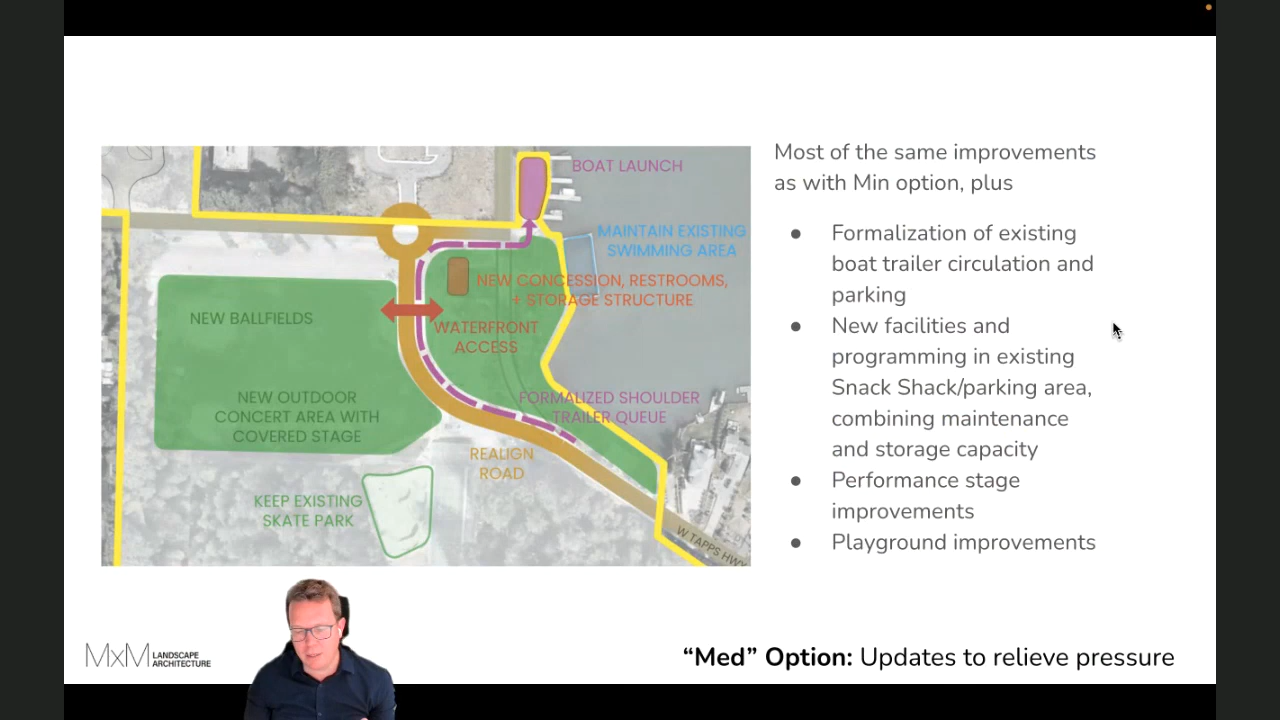 BOAT LAUNCH
MAINTAIN EXISTING
SWIMMING AREA
NEW CONCESSION, RESTROOMS,
+ STORAGE STRUCTURE
NEW BALLFIELDS
WATERFRONT
ACCESS
NEW OUTDOOR
CONCERT AREA WITH
COVERED STAGE
FORMALIZED SHOULDER
TRAILER QUEUE
REALIGN
ROAD
KEEP EXISTING
SKATE PARK
W TAPPS HWY
Most of the same improvements
as with Min option, plus
● Formalization of existing
boat trailer circulation and
parking
● New facilities and
programming in existing
Snack Shack/parking area,
combining maintenance
and storage capacity
● Performance stage
improvements
● Playground improvements
MxM LANDSCAPE
ARCHITECTURE
“Med” Option: Updates to relieve pressure